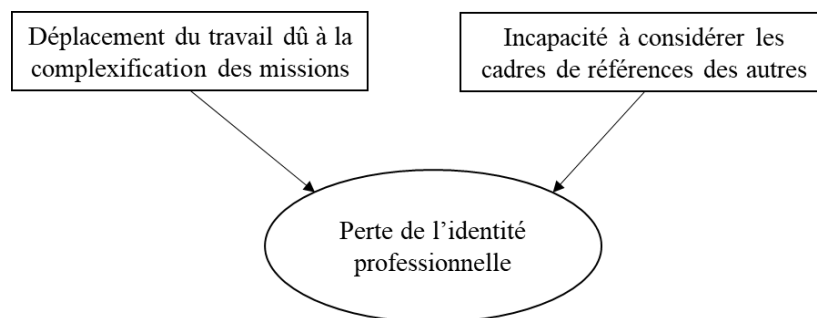 Déplacement du travail dû à la
complexification des missions
Incapacité à considérer les
cadres de références des autres
Perte de l’identité
professionnelle